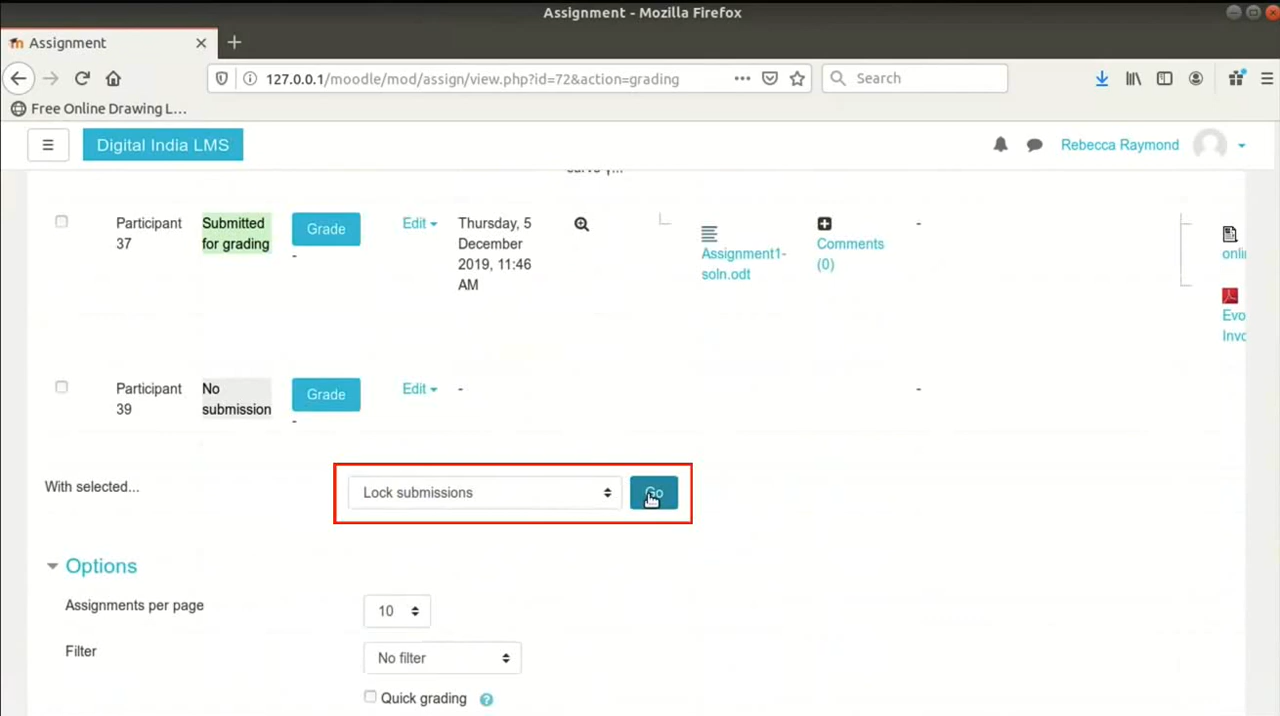 Assignment - Mozilla Firefox
Assignment
127.0.0.1/moodle/mod/assign/view.php?id=72&action=grading
Search
Free Online Drawing L...
Digital India LMS
Rebecca Raymond
Participant 37
Submitted for grading
Grade
-
Edit
Thursday, 5
December
2019, 11:46
AM
Assignment1-
soln.odt
Comments
(0)
-
onlin
Evo
Invo
Participant 39
No submission
Grade
-
Edit
-
-
With selected...
Lock submissions
Go
Options
Assignments per page
10
Filter
No filter
Quick grading